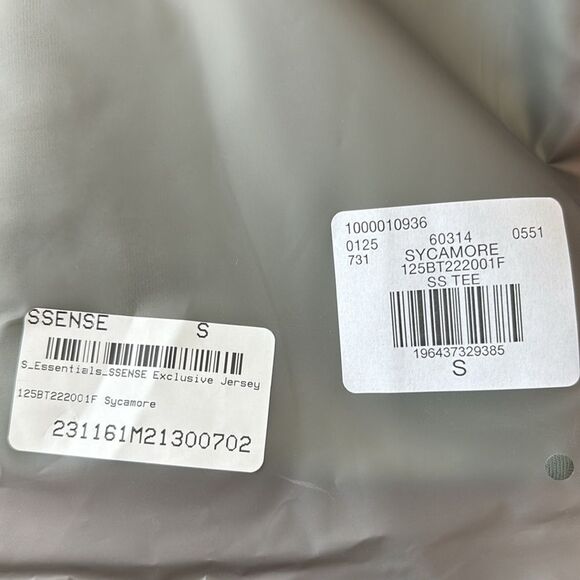 1000010936
0125 60314 0551
731 SYCAMORE
125BT222001F
SS TEE
196437329385
S
SSENSE S
S_Essentials_SSENSE Exclusive Jersey
125BT222001F Sycamore
231161M21300702